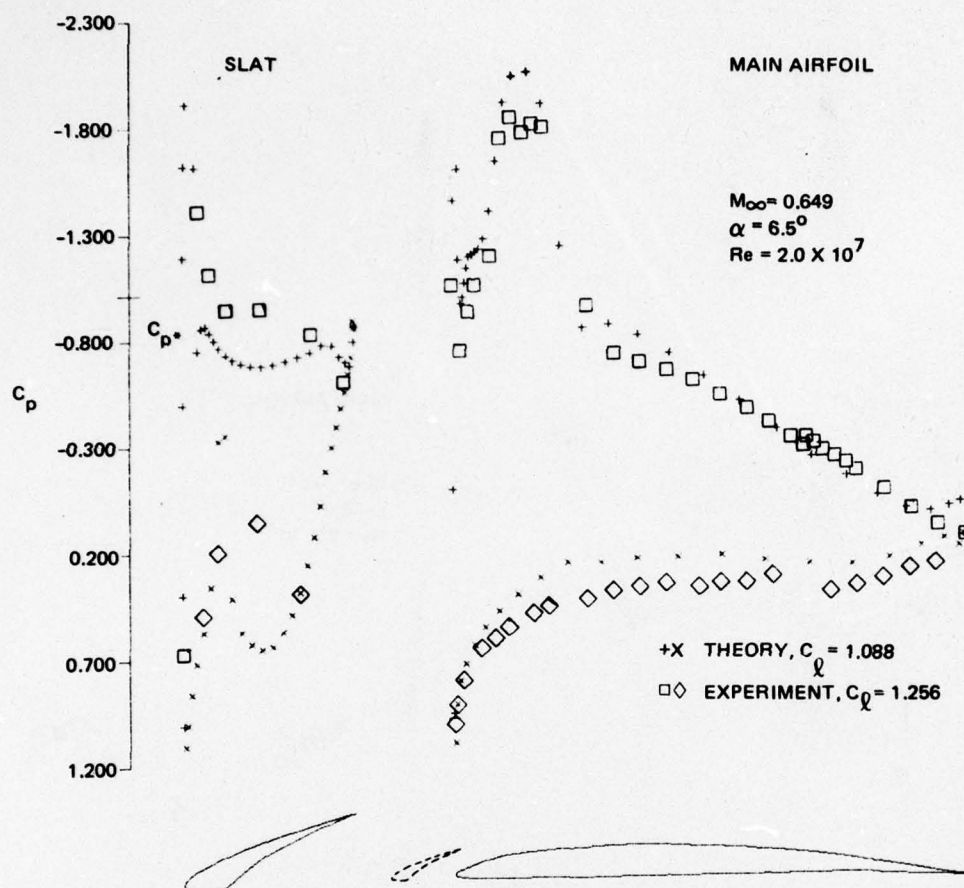 -2.300
SLAT
MAIN AIRFOIL
-1.800
M∞ = 0.649
α = 6.5°
-1.300
Re = 2.0 X 10⁷
Cp*
-0.800
Cp
-0.300
0.200
+X THEORY, Cℓ = 1.088
0.700
□◇ EXPERIMENT, Cℓ = 1.256
1.200